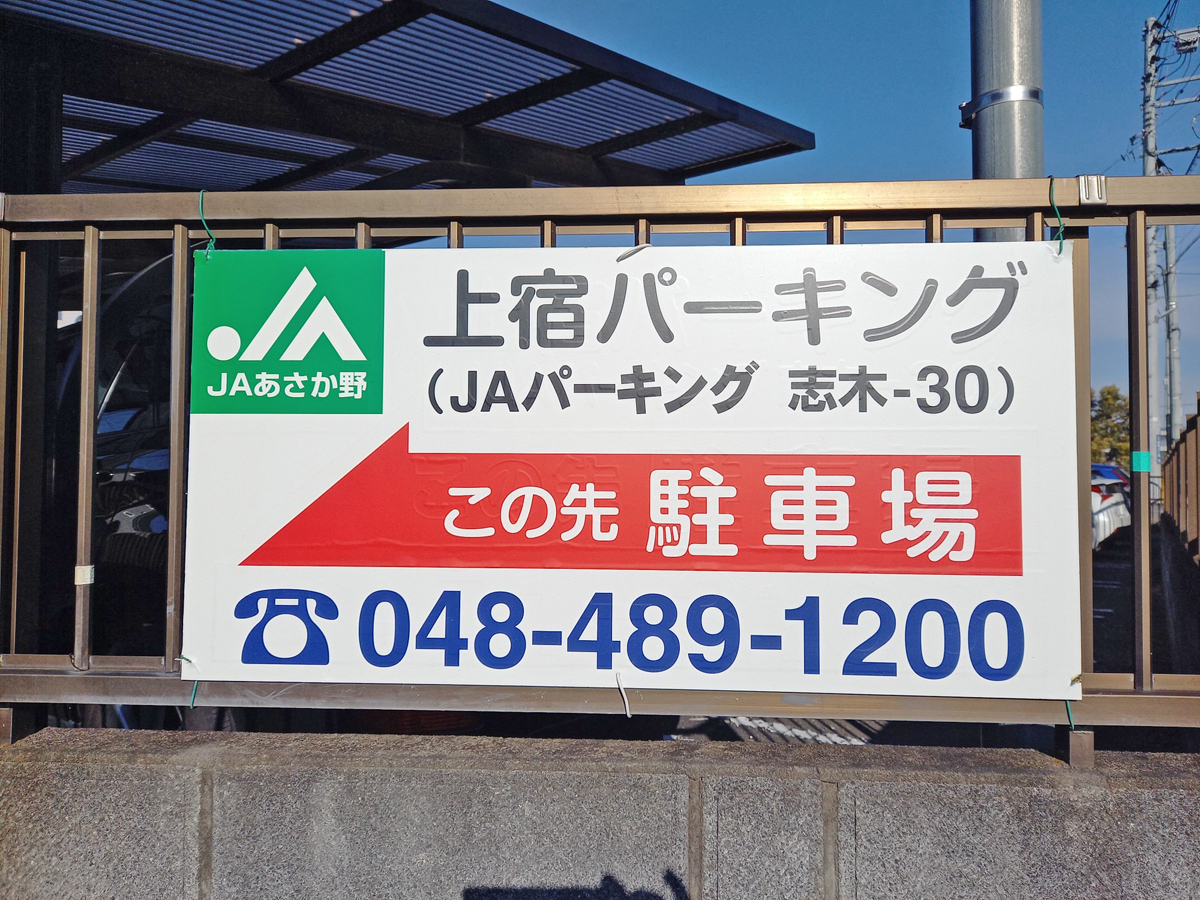 JAあさか野
上宿パーキング
(JAパーキング 志木-30)
この先 駐車場
048-489-1200